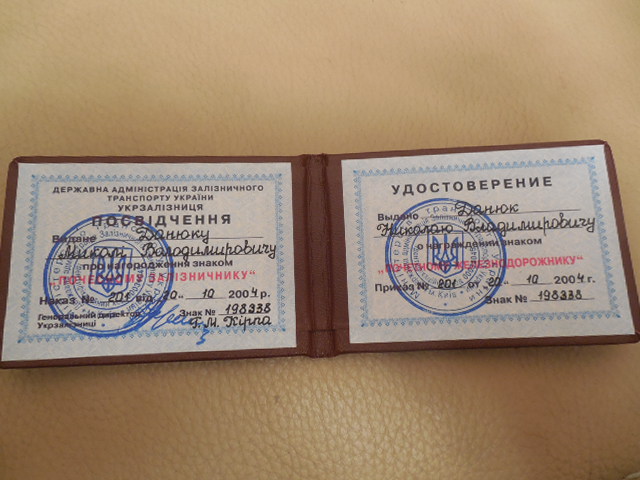 ДЕРЖАВНА АДМІНІСТРАЦІЯ ЗАЛІЗНИЧНОГО
ТРАНСПОРТУ УКРАЇНИ
УКРЗАЛІЗНИЦЯ
ПОСВІДЧЕННЯ
Видане Банюку
Миколі Володимировичу
про нагородження знаком
"ПОЧЕСНОМУ ЗАЛІЗНИЧНИКУ"
Наказ № 201 від 20 10 2004 р.
Генеральний директор
Укрзалізниці
Знак № 198338
Г.М. Кірпа
УДОСТОВЕРЕНИЕ
Выдано Банюк
Николаю Владимировичу
о награждении знаком
"ПОЧЕТНОМУ ЖЕЛЕЗНОДОРОЖНИКУ"
Приказ № 201 от 20 10 2004 г.
Знак № 198338